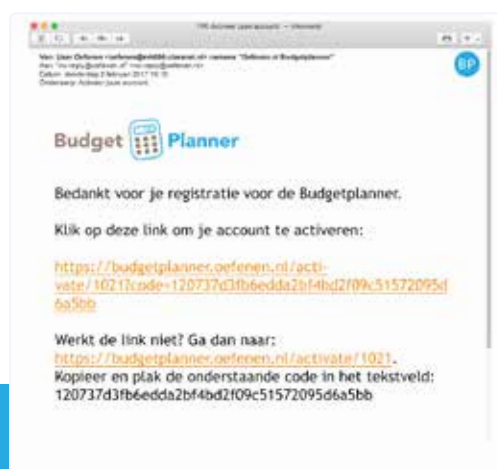 BP
Budget Planner
Bedankt voor je registratie voor de Budgetplanner.
Klik op deze link om je account te activeren:
https://budgetplanner.oefenen.nl/acti-
vate/1021?code=120737d3fb6edda2bf4bd2f09c51572095d
6a5bb
Werkt de link niet? Ga dan naar:
https://budgetplanner.oefenen.nl/activate/1021.
Kopieer en plak de onderstaande code in het tekstveld:
120737d3fb6edda2bf4bd2f09c51572095d6a5bb